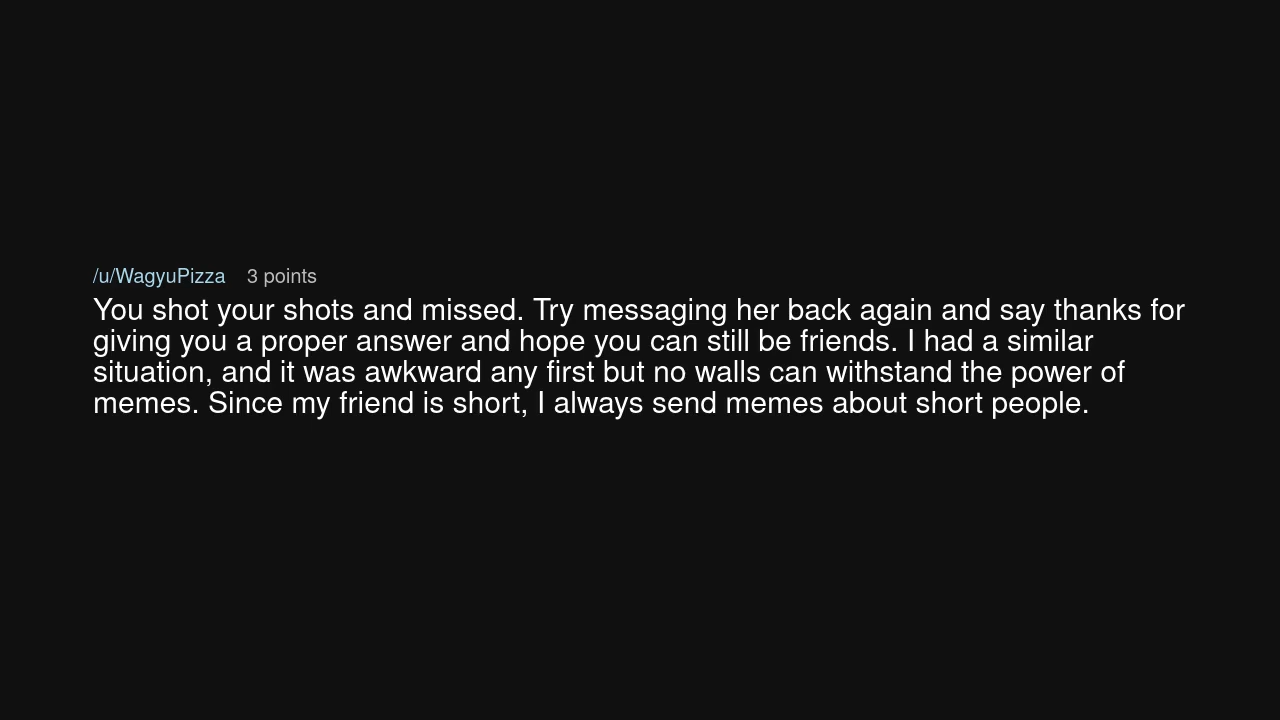 /u/WagyuPizza 3 points
You shot your shots and missed. Try messaging her back again and say thanks for
giving you a proper answer and hope you can still be friends. I had a similar
situation, and it was awkward any first but no walls can withstand the power of
memes. Since my friend is short, I always send memes about short people.